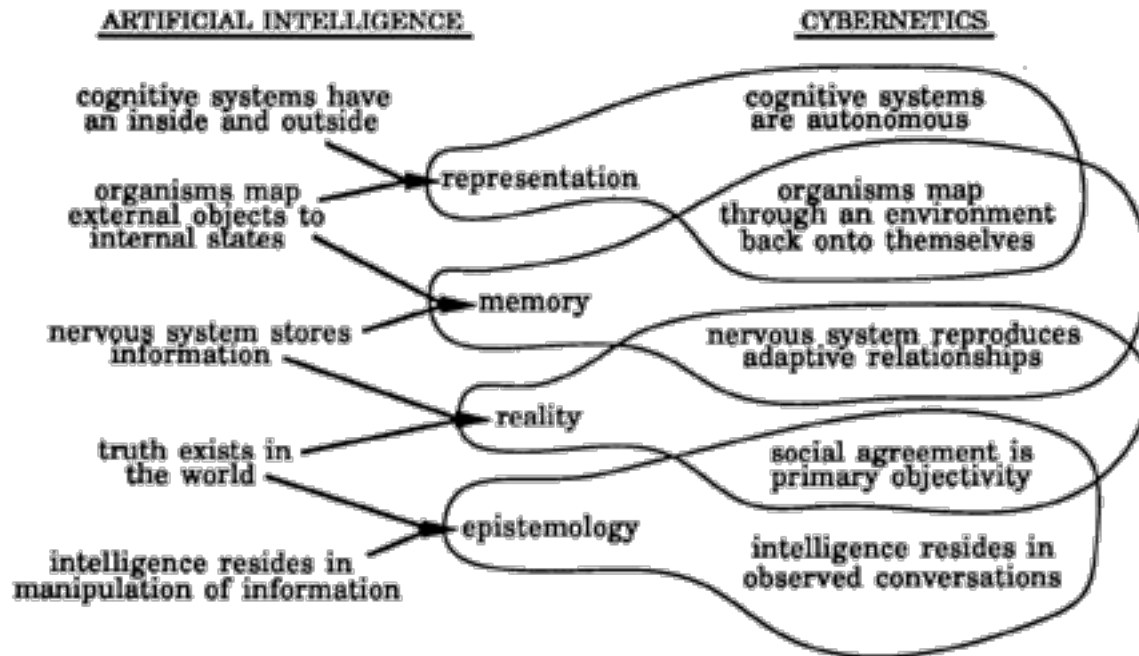 ARTIFICIAL INTELLIGENCE
CYBERNETICS
cognitive systems have
an inside and outside
cognitive systems
are autonomous
representation
organisms map
external objects to
internal states
organisms map
through an environment
back onto themselves
memory
nervous system stores
information
nervous system reproduces
adaptive relationships
reality
truth exists in
the world
social agreement is
primary objectivity
epistemology
intelligence resides in
manipulation of information
intelligence resides in
observed conversations